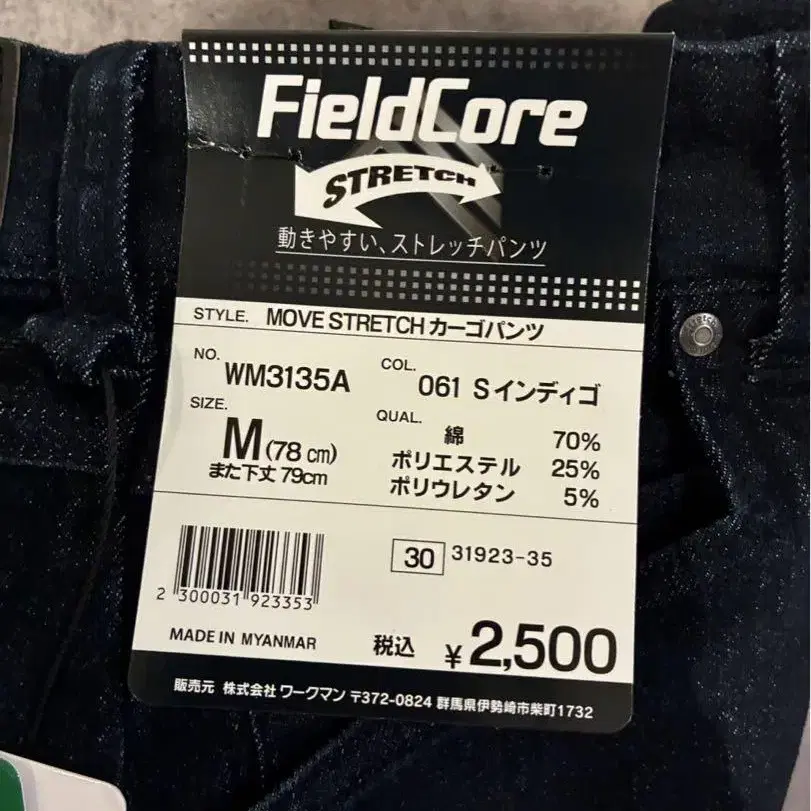 FieldCore
STRETCH
動きやすい、ストレッチパンツ
STYLE. MOVE STRETCH カーゴパンツ
NO. WM3135A
COL. 061 Sインディゴ
SIZE. M(78cm)
また下丈 79cm
QUAL. 綿 70%
ポリエステル 25%
ポリウレタン 5%
30 31923-35
2 300031 923353
MADE IN MYANMAR
税込 ¥2,500
販売元 株式会社 ワークマン 〒372-0824 群馬県伊勢崎市柴町1732